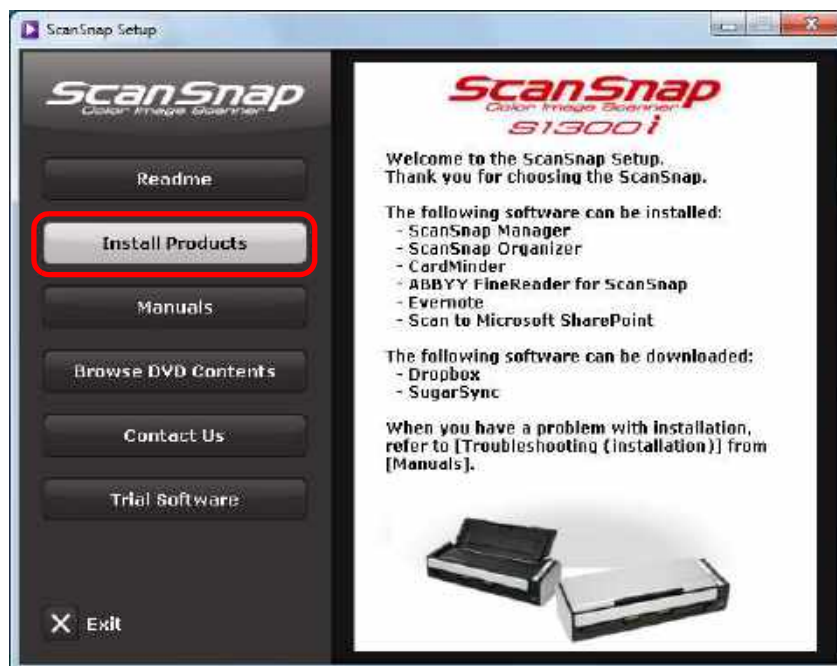 ScanSnap Setup
ScanSnap
Color Image Scanner
Readme
Install Products
Manuals
Browse DVD Contents
Contact Us
Trial Software
Exit
ScanSnap
Color Image Scanner
S1300i
Welcome to the ScanSnap Setup.
Thank you for choosing the ScanSnap.
The following software can be installed:
- ScanSnap Manager
- ScanSnap Organizer
- CardMinder
- ABBYY FineReader for ScanSnap
- Evernote
- Scan to Microsoft SharePoint
The following software can be downloaded:
- Dropbox
- SugarSync
When you have a problem with installation,
refer to [Troubleshooting (installation)] from
[Manuals].